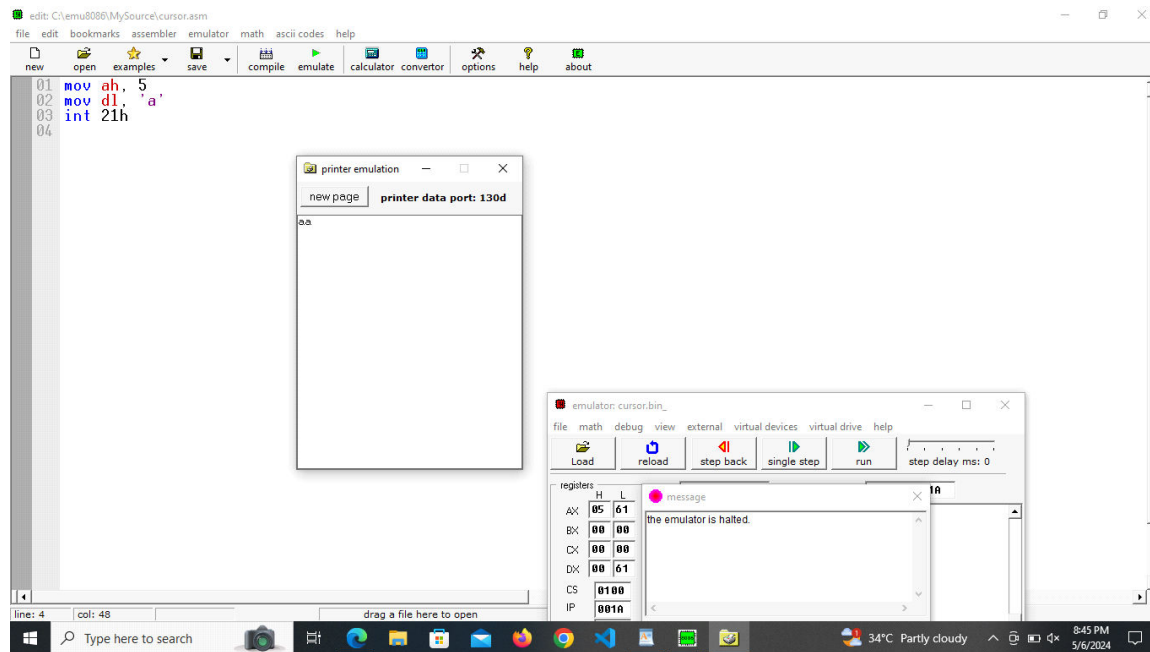 edit: C:\emu8086\MySource\cursor.asm
file edit bookmarks assembler emulator math ascii codes help
new open examples save compile emulate calculator convertor options help about
01 mov ah, 5
02 mov dl, 'a'
03 int 21h
04
printer emulation
new page printer data port: 130d
aa
emulator: cursor.bin_
file math debug view external virtual devices virtual drive help
Load reload step back single step run step delay ms: 0
registers
H L
AX 05 61
BX 00 00
CX 00 00
DX 00 61
CS 0100
IP 001A
1A
message
the emulator is halted.
line: 4 col: 48 drag a file here to open
Type here to search
34°C Partly cloudy
8:45 PM
5/6/2024